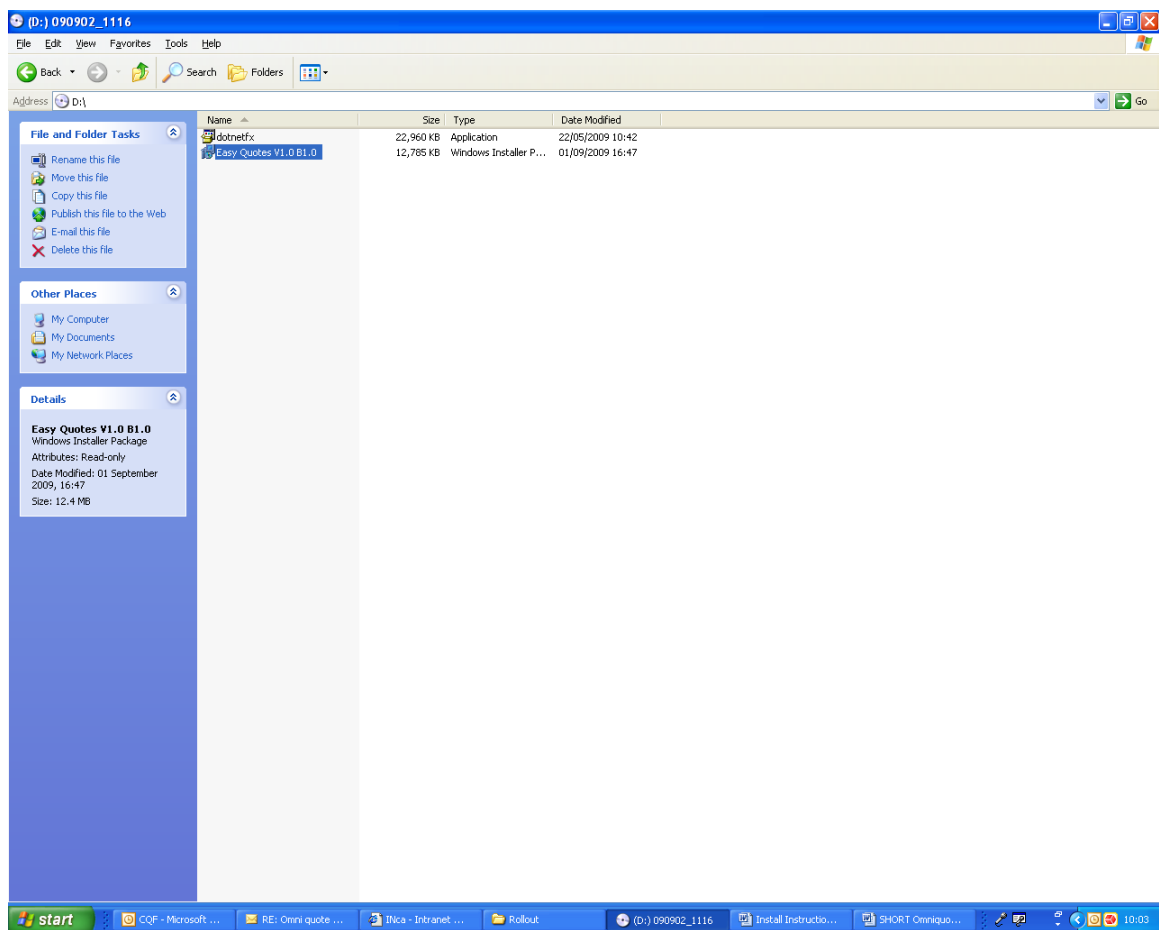 (D:) 090902_1116
File Edit View Favorites Tools Help
Back Search Folders
Address D:\ Go
Name Size Type Date Modified
dotnetfx 22,960 KB Application 22/05/2009 10:42
Easy Quotes V1.0 B1.0 12,785 KB Windows Installer P... 01/09/2009 16:47
File and Folder Tasks
Rename this file
Move this file
Copy this file
Publish this file to the Web
E-mail this file
Delete this file
Other Places
My Computer
My Documents
My Network Places
Details
Easy Quotes V1.0 B1.0
Windows Installer Package
Attributes: Read-only
Date Modified: 01 September
2009, 16:47
Size: 12.4 MB
start CQF - Microsoft ... RE: Omni quote ... INca - Intranet ... Rollout (D:) 090902_1116 Install Instructio... SHORT Omniquo... 10:03